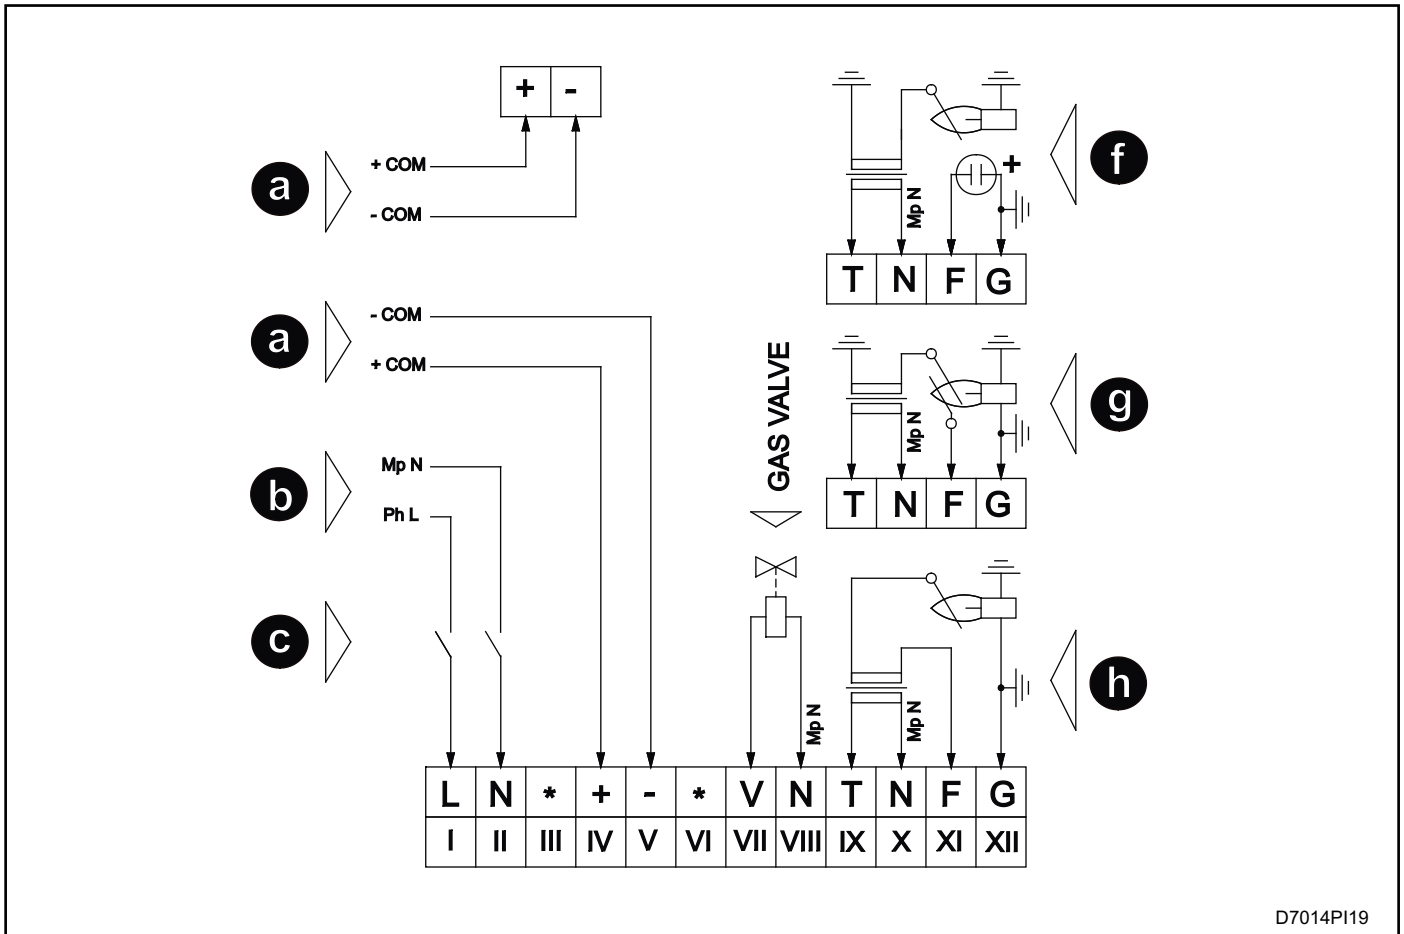 + -
a
+ COM
- COM
a
- COM
+ COM
b
Mp N
Ph L
c
GAS VALVE
Mp N
+
Mp N
T N F G
f
Mp N
T N F G
g
Mp N
h
L N * + - * V N T N F G
I II III IV V VI VII VIII IX X XI XII
D7014PI19